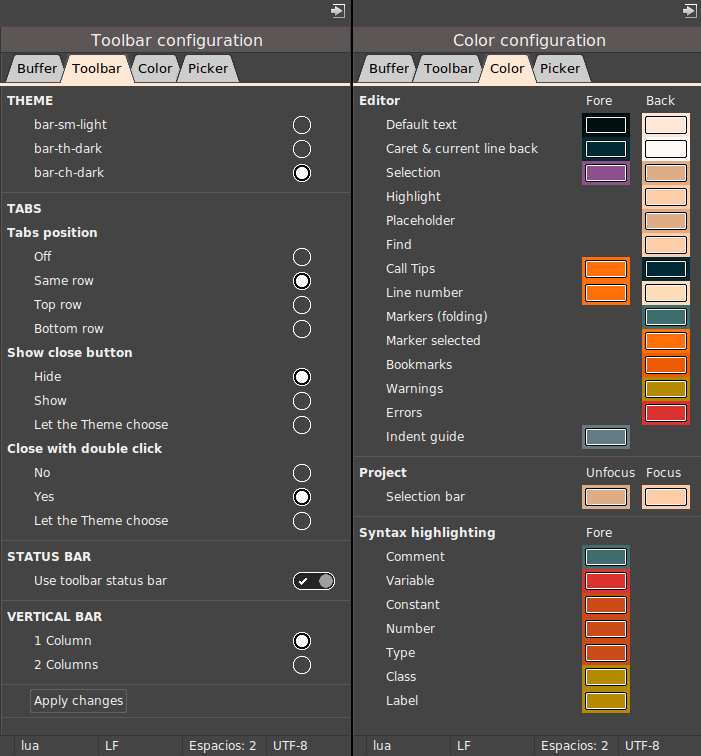 Toolbar configuration
Buffer Toolbar Color Picker
THEME
bar-sm-light
bar-th-dark
bar-ch-dark
TABS
Tabs position
Off
Same row
Top row
Bottom row
Show close button
Hide
Show
Let the Theme choose
Close with double click
No
Yes
Let the Theme choose
STATUS BAR
Use toolbar status bar
VERTICAL BAR
1 Column
2 Columns
Apply changes
lua LF Espacios: 2 UTF-8
Color configuration
Buffer Toolbar Color Picker
Editor Fore Back
Default text
Caret & current line back
Selection
Highlight
Placeholder
Find
Call Tips
Line number
Markers (folding)
Marker selected
Bookmarks
Warnings
Errors
Indent guide
Project Unfocus Focus
Selection bar
Syntax highlighting Fore
Comment
Variable
Constant
Number
Type
Class
Label
lua LF Espacios: 2 UTF-8